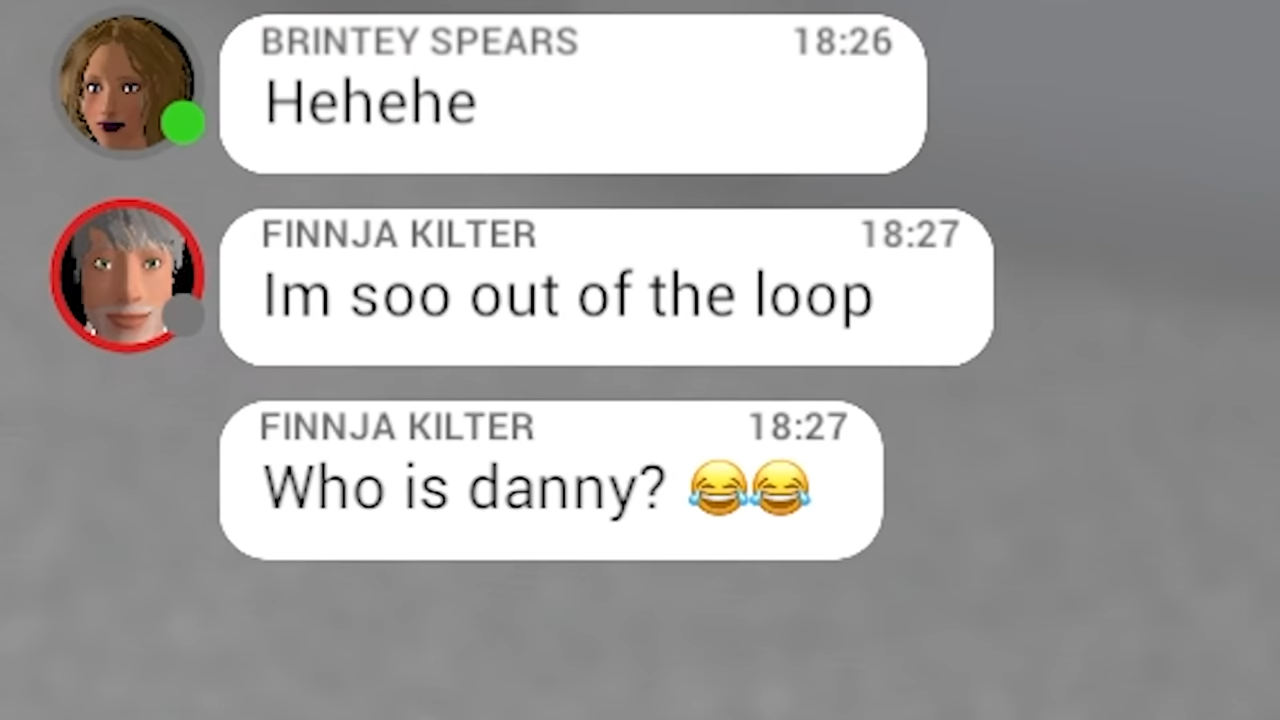 BRINTEY SPEARS 18:26
Hehehe
FINNJA KILTER 18:27
Im soo out of the loop
FINNJA KILTER 18:27
Who is danny? 😂😂